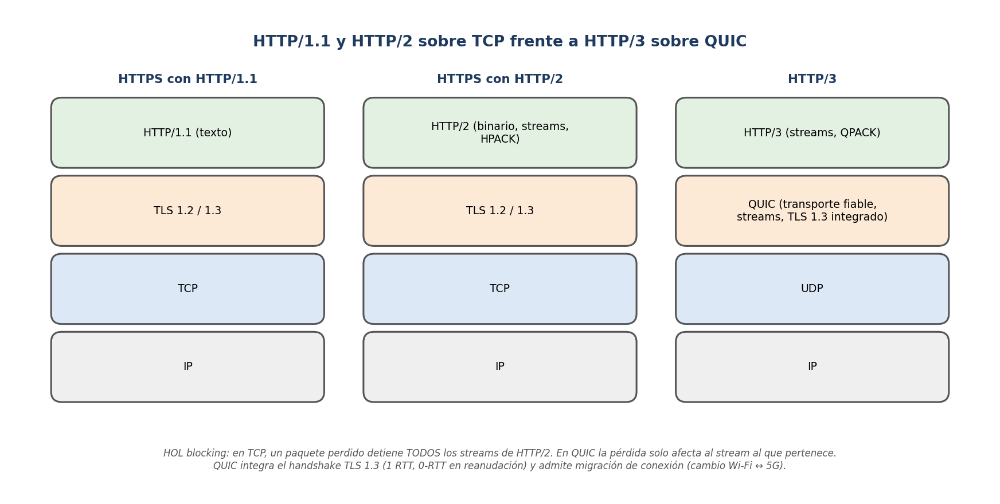 HTTP/1.1 y HTTP/2 sobre TCP frente a HTTP/3 sobre QUIC
HTTPS con HTTP/1.1
HTTP/1.1 (texto)
TLS 1.2 / 1.3
TCP
IP
HTTPS con HTTP/2
HTTP/2 (binario, streams,
HPACK)
TLS 1.2 / 1.3
TCP
IP
HTTP/3
HTTP/3 (streams, QPACK)
QUIC (transporte fiable,
streams, TLS 1.3 integrado)
UDP
IP
HOL blocking: en TCP, un paquete perdido detiene TODOS los streams de HTTP/2. En QUIC la pérdida solo afecta al stream al que pertenece.
QUIC integra el handshake TLS 1.3 (1 RTT, 0-RTT en reanudación) y admite migración de conexión (cambio Wi-Fi ↔ 5G).